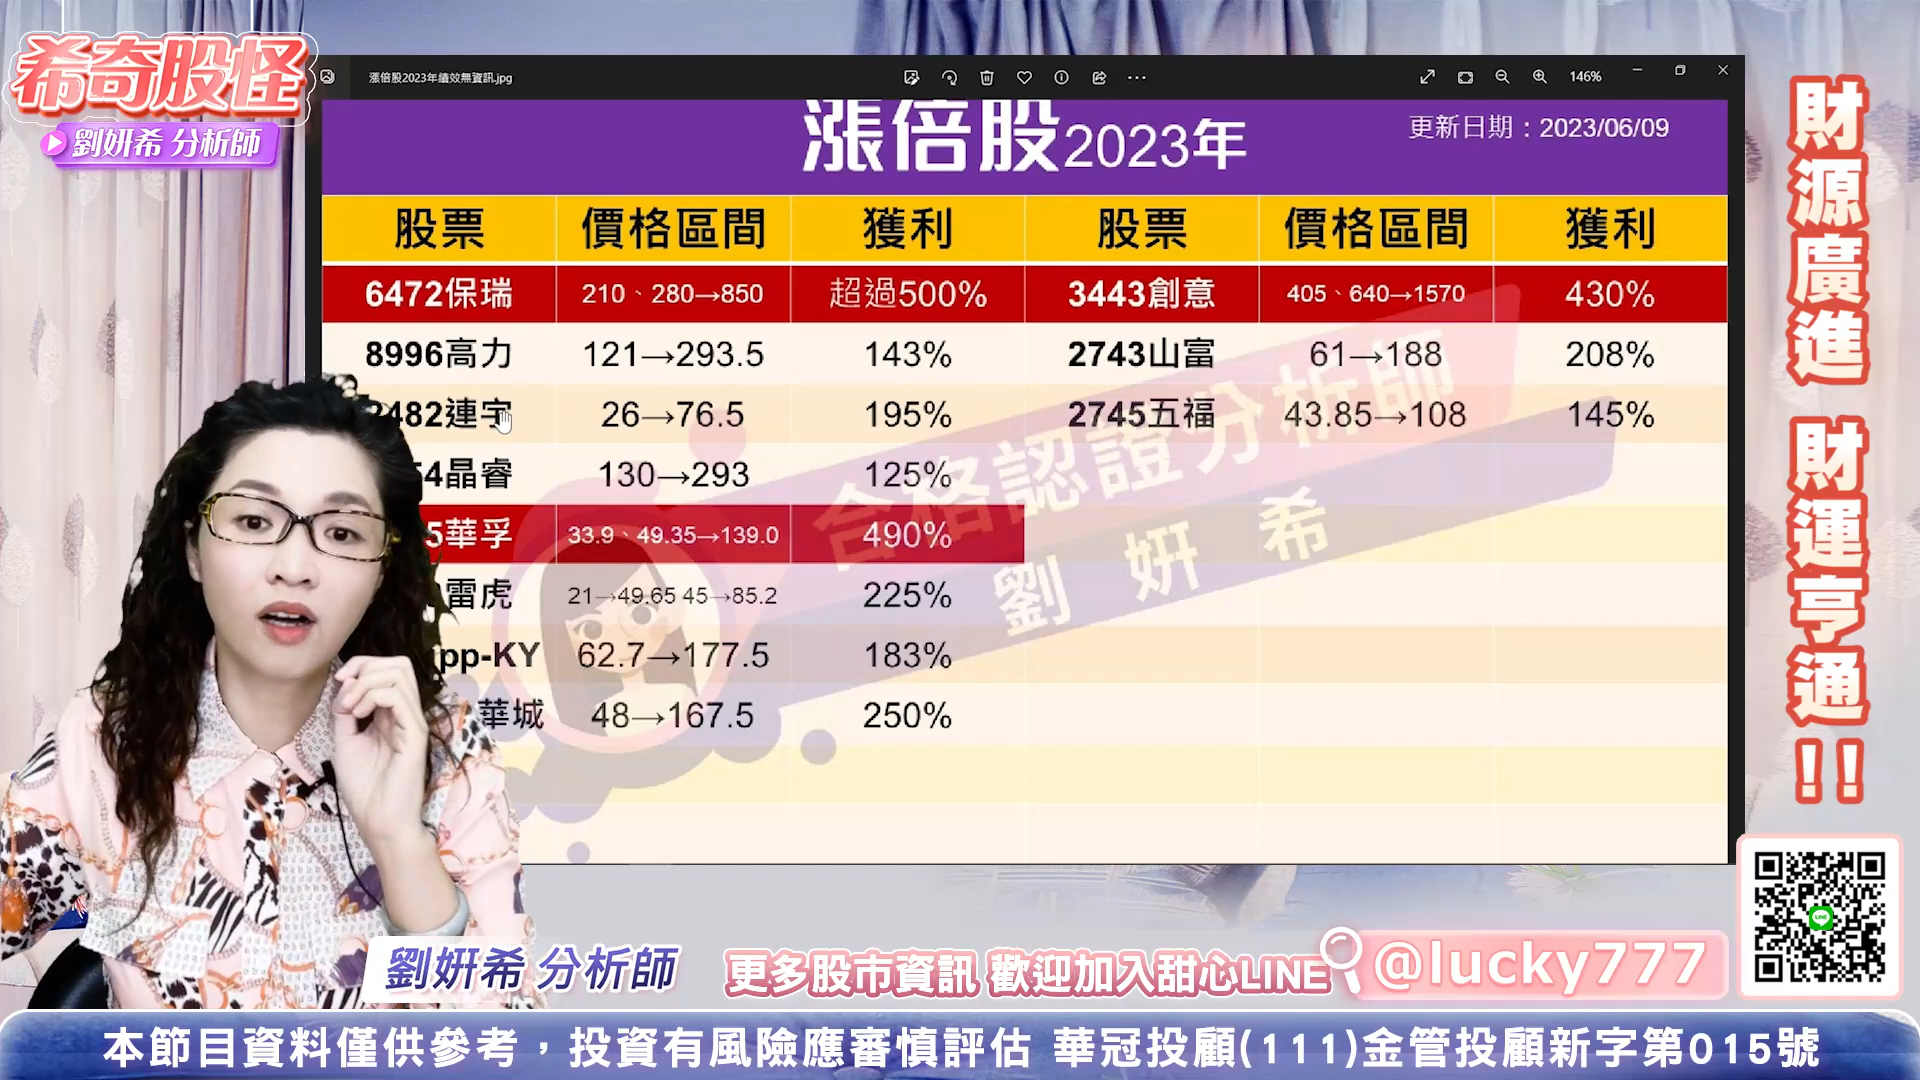 希奇股怪
劉妍希 分析師
漲倍股2023年績效無資訊.jpg
146%
漲倍股2023年
更新日期：2023/06/09
股票 價格區間 獲利 股票 價格區間 獲利
6472保瑞 210、280→850 超過500% 3443創意 405、640→1570 430%
8996高力 121→293.5 143% 2743山富 61→188 208%
2482連宇 26→76.5 195% 2745五福 43.85→108 145%
4晶睿 130→293 125%
5華孚 33.9、49.35→139.0 490%
雷虎 21→49.65 45→85.2 225%
pp-KY 62.7→177.5 183%
華城 48→167.5 250%
合格認證分析師
劉妍希
財源廣進 財運亨通!!
劉妍希 分析師
更多股市資訊 歡迎加入甜心LINE
@lucky777
LINE
本節目資料僅供參考，投資有風險應審慎評估 華冠投顧(111)金管投顧新字第015號